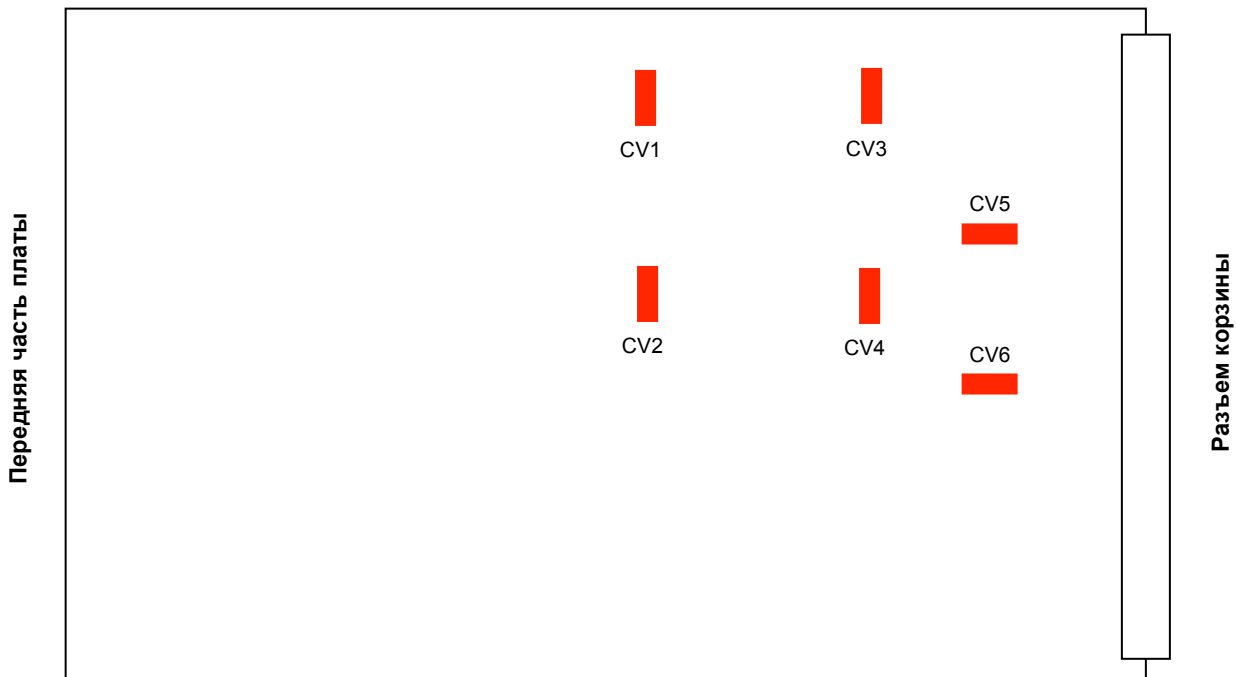 CV1
CV3
CV5
CV2
CV4
CV6
Передняя часть платы
Разъем корзины